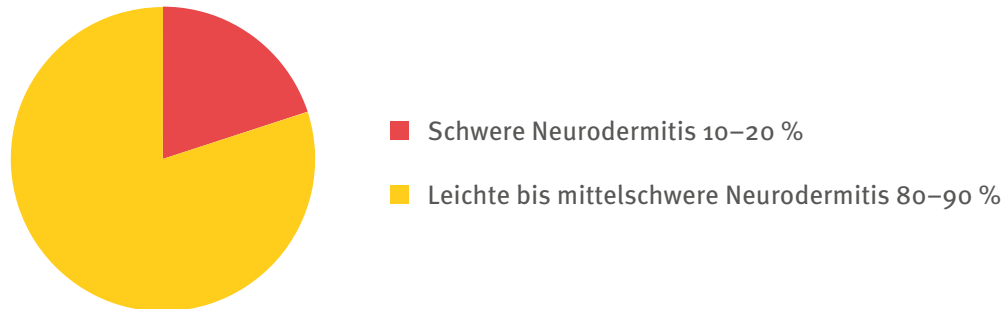 Schwere Neurodermitis 10–20 %
Leichte bis mittelschwere Neurodermitis 80–90 %